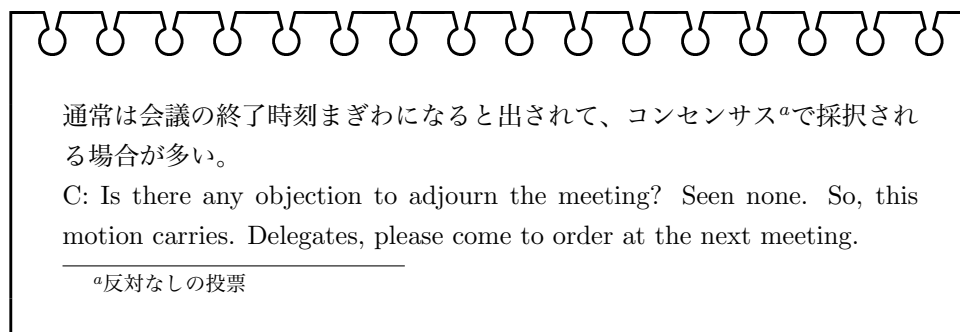 通常は会議の終了時刻まぎわになると出されて、コンセンサスaで採択され
る場合が多い。
C: Is there any objection to adjourn the meeting? Seen none. So, this
motion carries. Delegates, please come to order at the next meeting.
a反対なしの投票